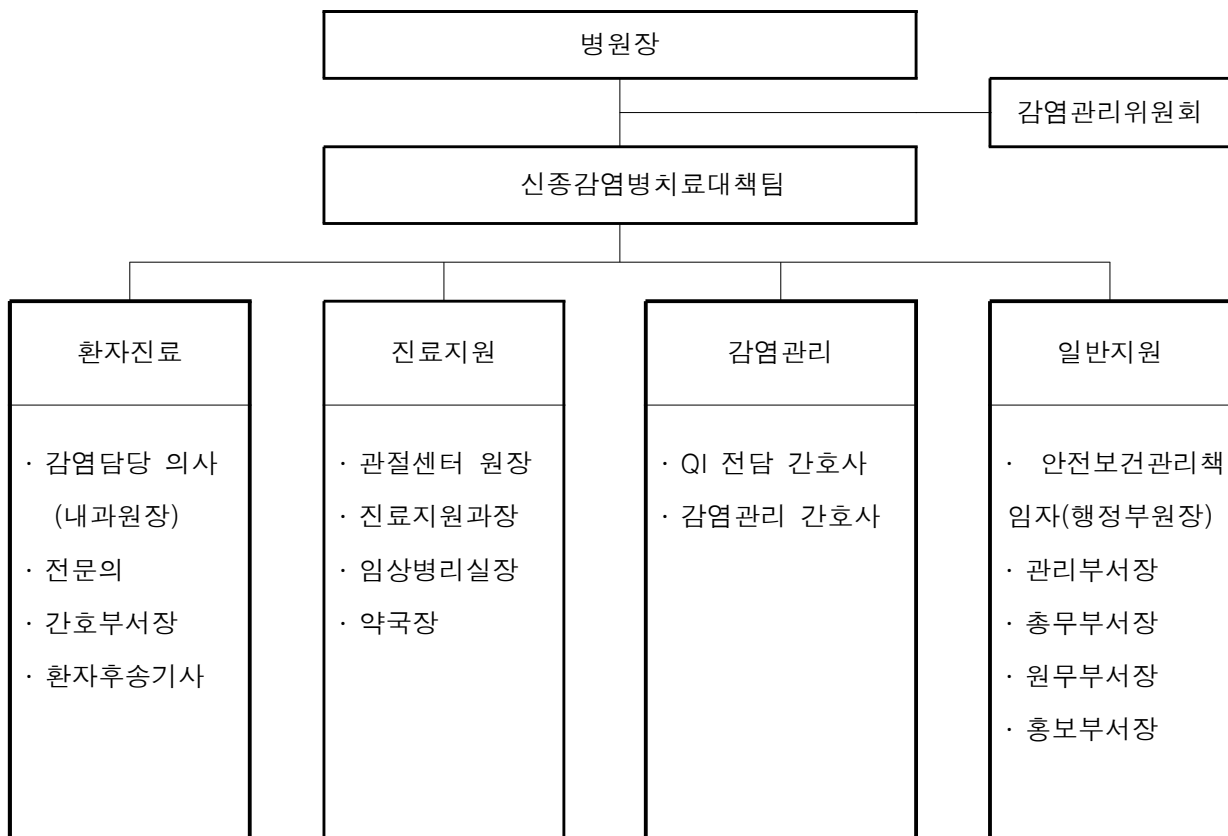 병원장
감염관리위원회
신종감염병치료대책팀
환자진료
· 감염담당 의사
(내과원장)
· 전문의
· 간호부서장
· 환자후송기사
진료지원
· 관절센터 원장
· 진료지원과장
· 임상병리실장
· 약국장
감염관리
· QI 전담 간호사
· 감염관리 간호사
일반지원
· 안전보건관리책
임자(행정부원장)
· 관리부서장
· 총무부서장
· 원무부서장
· 홍보부서장